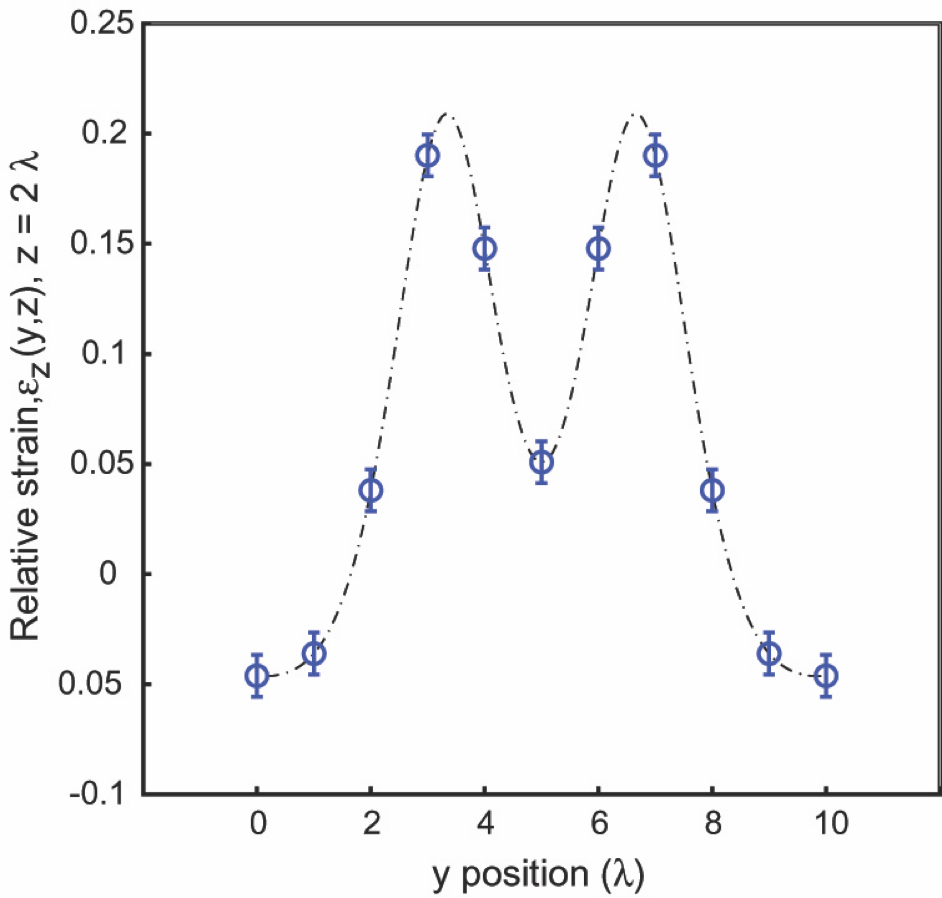 Relative strain,εz(y,z), z = 2 λ
0.25
0.2
0.15
0.1
0.05
0
0.05
-0.1
0 2 4 6 8 10
y position (λ)